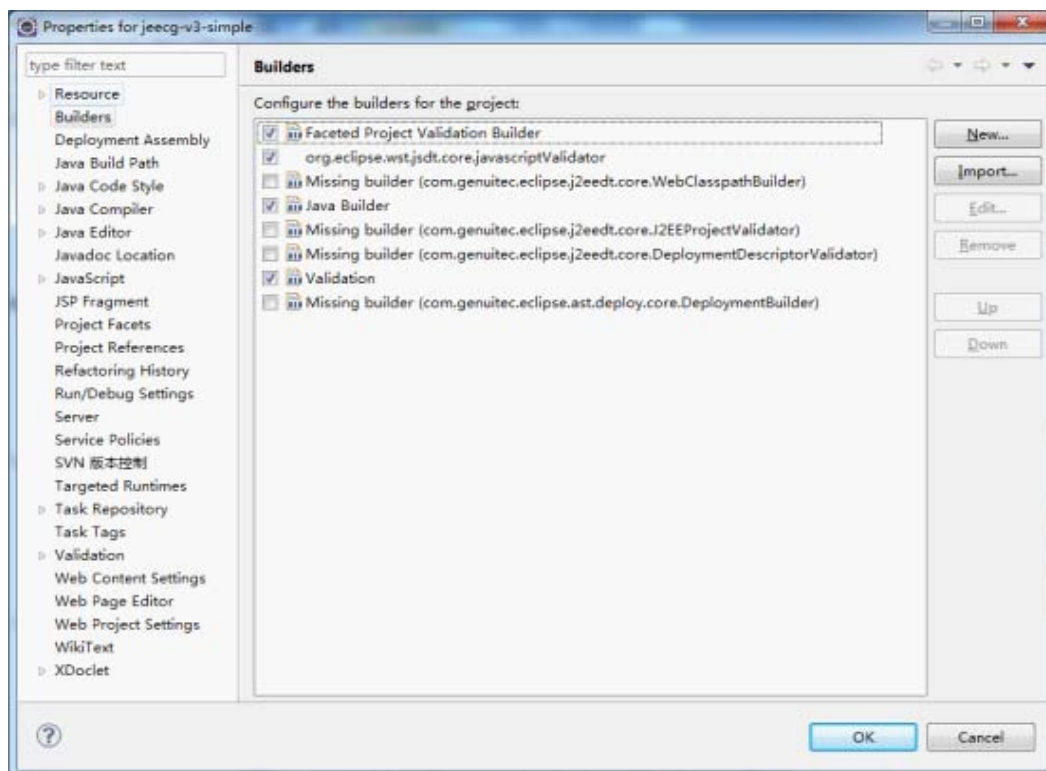 Properties for jeecg-v3-simple
type filter text
Resource
Builders
Deployment Assembly
Java Build Path
Java Code Style
Java Compiler
Java Editor
Javadoc Location
JavaScript
JSP Fragment
Project Facets
Project References
Refactoring History
Run/Debug Settings
Server
Service Policies
SVN 版本控制
Targeted Runtimes
Task Repository
Task Tags
Validation
Web Content Settings
Web Page Editor
Web Project Settings
WikiText
XDoclet
Builders
Configure the builders for the project:
Faceted Project Validation Builder
org.eclipse.wst.jsdt.core.javascriptValidator
Missing builder (com.genuitec.eclipse.j2eedt.core.WebClasspathBuilder)
Java Builder
Missing builder (com.genuitec.eclipse.j2eedt.core.J2EEProjectValidator)
Missing builder (com.genuitec.eclipse.j2eedt.core.DeploymentDescriptorValidator)
Validation
Missing builder (com.genuitec.eclipse.ast.deploy.core.DeploymentBuilder)
New...
Import...
Edit...
Remove
Up
Down
OK
Cancel